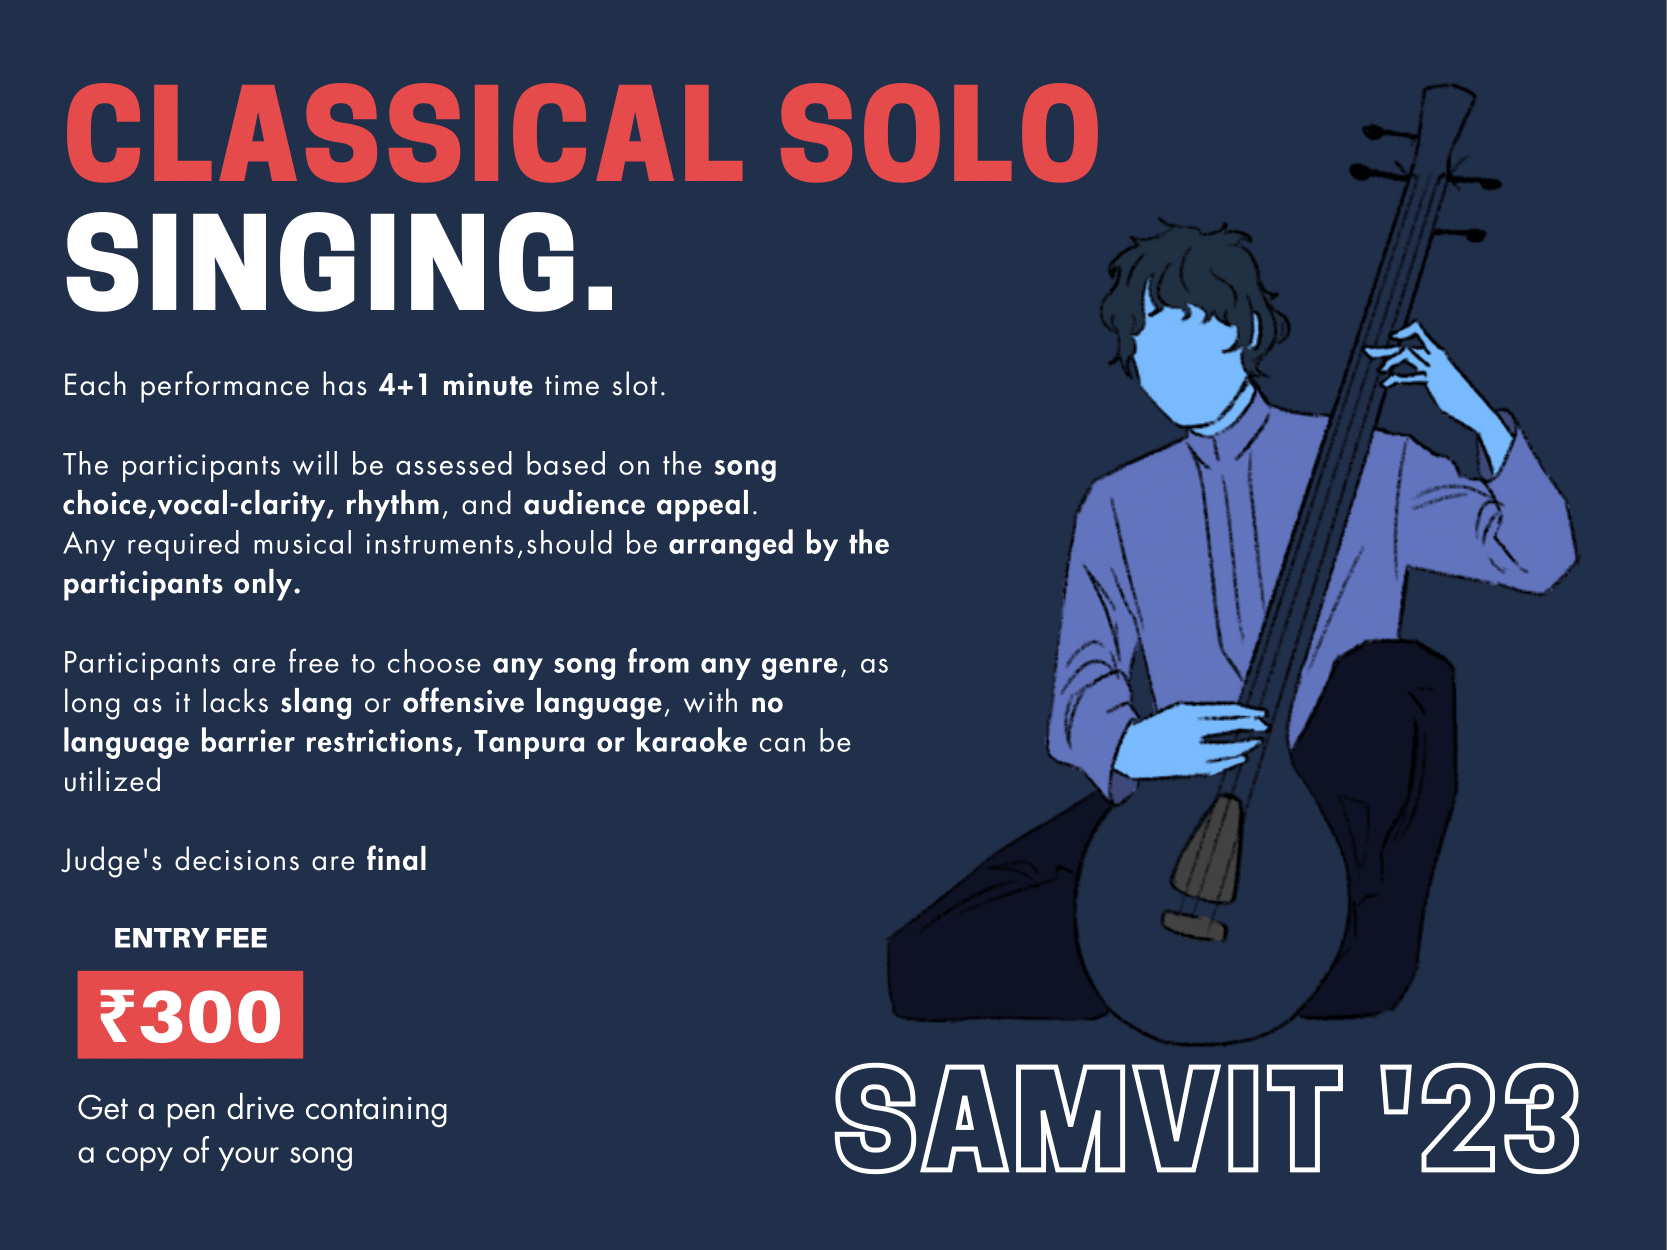 CLASSICAL SOLO
SINGING.
Each performance has 4+1 minute time slot.
The participants will be assessed based on the song
choice,vocal-clarity, rhythm, and audience appeal.
Any required musical instruments,should be arranged by the
participants only.
Participants are free to choose any song from any genre, as
long as it lacks slang or offensive language, with no
language barrier restrictions, Tanpura or karaoke can be
utilized
Judge's decisions are final
ENTRY FEE
₹300
Get a pen drive containing
a copy of your song
SAMVIT '23